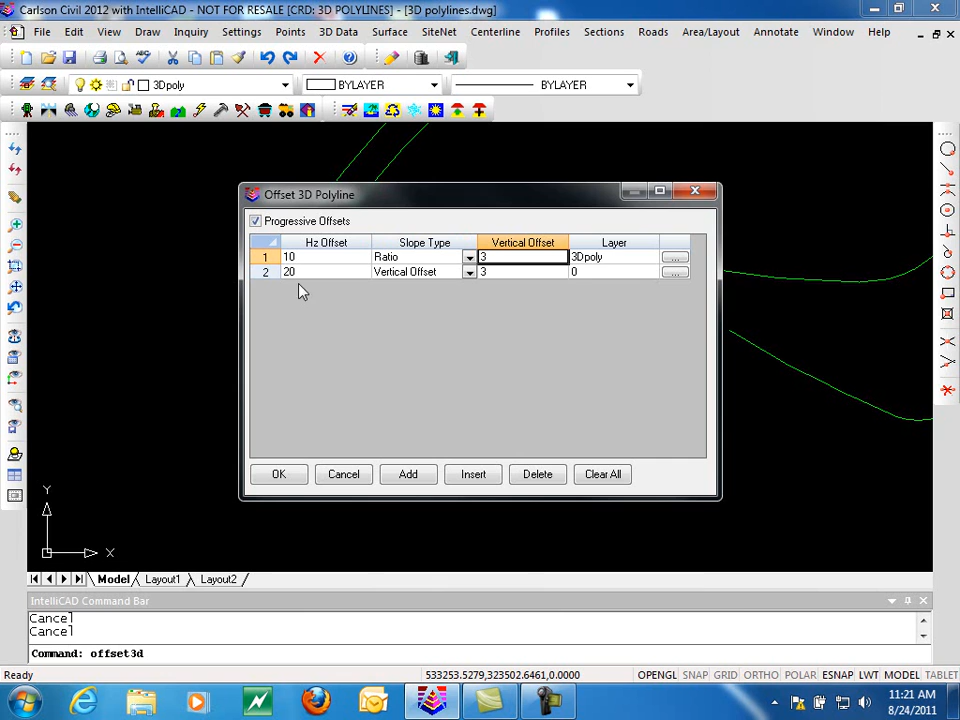 Carlson Civil 2012 with IntelliCAD - NOT FOR RESALE [CRD: 3D POLYLINES] - [3D polylines.dwg]
File Edit View Draw Inquiry Settings Points 3D Data Surface SiteNet Centerline Profiles Sections Roads Area/Layout Annotate Window Help
3Dpoly BYLAYER BYLAYER
Offset 3D Polyline
Progressive Offsets
Hz Offset Slope Type Vertical Offset Layer
1 10 Ratio 3 3Dpoly ...
2 20 Vertical Offset 3 0 ...
OK Cancel Add Insert Delete Clear All
Y
X
Model Layout1 Layout2
IntelliCAD Command Bar
Cancel
Cancel
Command: offset3d
Ready 533253.5279,323502.6461,0.0000 OPENGL SNAP GRID ORTHO POLAR ESNAP LWT MODEL TABLET
11:21 AM
8/24/2011